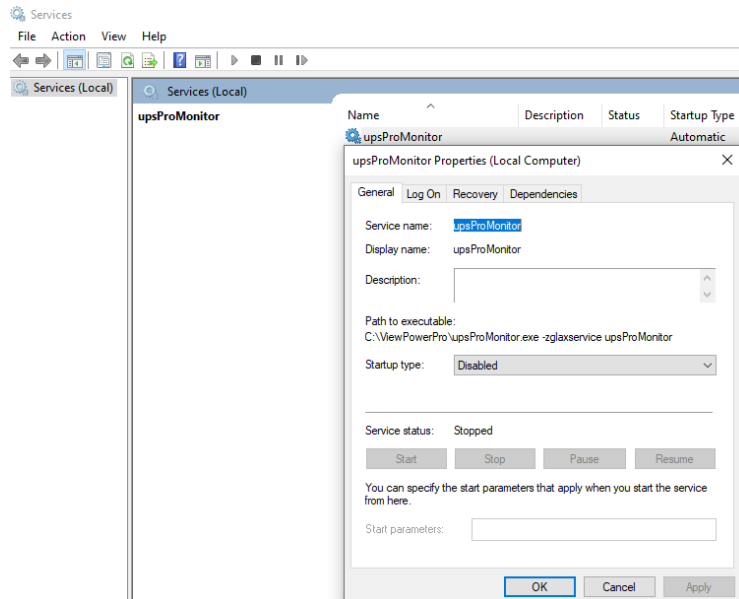 Services
File Action View Help
Services (Local)
Services (Local)
upsProMonitor
Name Description Status Startup Type
upsProMonitor Automatic
upsProMonitor Properties (Local Computer)
General Log On Recovery Dependencies
Service name: upsProMonitor
Display name: upsProMonitor
Description:
Path to executable:
C:\ViewPowerPro\upsProMonitor.exe -zglaxservice upsProMonitor
Startup type: Disabled
Service status: Stopped
Start Stop Pause Resume
You can specify the start parameters that apply when you start the service
from here.
Start parameters:
OK Cancel Apply